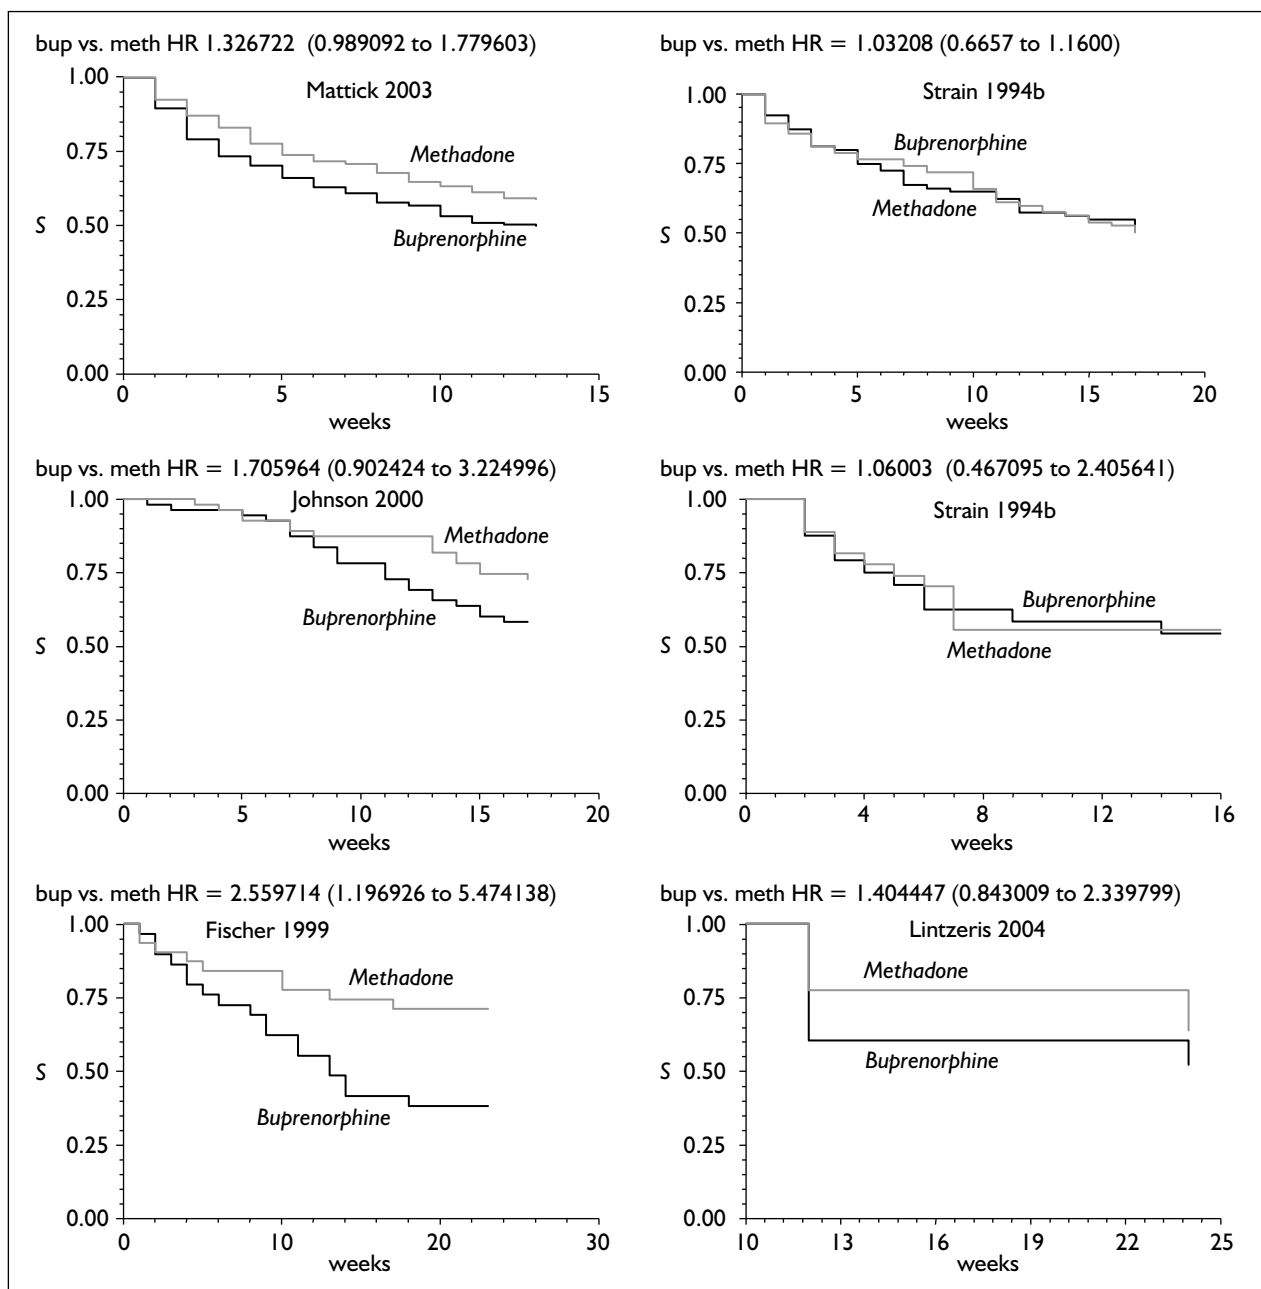 bup vs. meth HR 1.326722 (0.989092 to 1.779603)
Mattick 2003
1.00
0.75
S 0.50
0.25
0.00
Methadone
Buprenorphine
0 5 10 15
weeks
bup vs. meth HR = 1.03208 (0.6657 to 1.1600)
Strain 1994b
1.00
0.75
S 0.50
0.25
0.00
Buprenorphine
Methadone
0 5 10 15 20
weeks
bup vs. meth HR = 1.705964 (0.902424 to 3.224996)
Johnson 2000
1.00
0.75
S 0.50
0.25
0.00
Methadone
Buprenorphine
0 5 10 15 20
weeks
bup vs. meth HR = 1.06003 (0.467095 to 2.405641)
Strain 1994b
1.00
0.75
S 0.50
0.25
0.00
Buprenorphine
Methadone
0 4 8 12 16
weeks
bup vs. meth HR = 2.559714 (1.196926 to 5.474138)
Fischer 1999
1.00
0.75
S 0.50
0.25
0.00
Methadone
Buprenorphine
0 10 20 30
weeks
bup vs. meth HR = 1.404447 (0.843009 to 2.339799)
Lintzeris 2004
1.00
0.75
S 0.50
0.25
0.00
Methadone
Buprenorphine
10 13 16 19 22 25
weeks